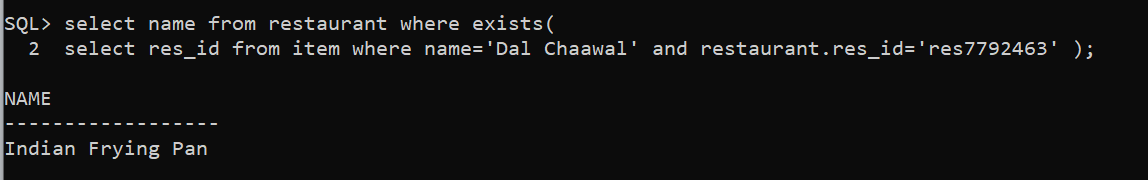 SQL> select name from restaurant where exists(
  2  select res_id from item where name='Dal Chaawal' and restaurant.res_id='res7792463' );
NAME
------------------
Indian Frying Pan